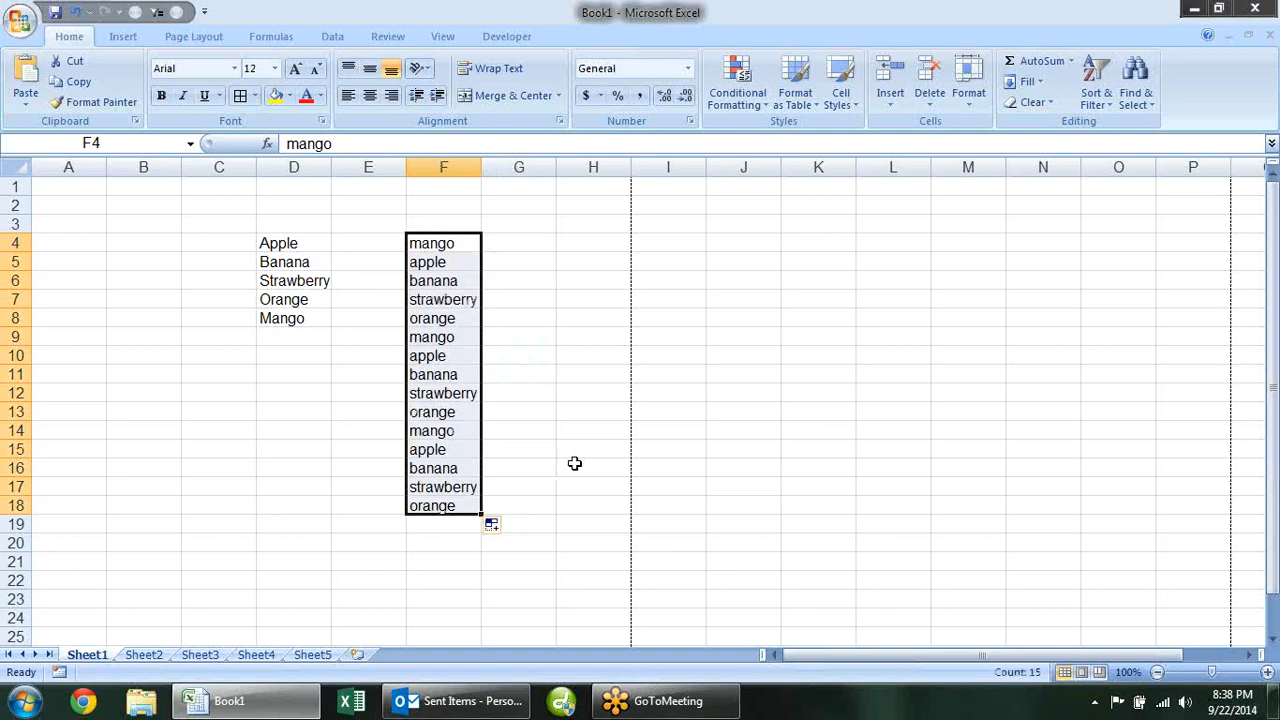 Book1 - Microsoft Excel
Home Insert Page Layout Formulas Data Review View Developer
Paste
Cut
Copy
Format Painter
Clipboard
Arial 12
B I U
Font
Wrap Text
Merge & Center
Alignment
General
$ % ,
Number
Conditional Formatting
Format as Table
Cell Styles
Styles
Insert Delete Format
Cells
AutoSum
Fill
Clear
Sort & Filter
Find & Select
Editing
F4 fx mango
A B C D E F G H I J K L M N O P
1
2
3
4 Apple mango
5 Banana apple
6 Strawberry banana
7 Orange strawberry
8 Mango orange
9 mango
10 apple
11 banana
12 strawberry
13 orange
14 mango
15 apple
16 banana
17 strawberry
18 orange
19
20
21
22
23
24
25
Sheet1 Sheet2 Sheet3 Sheet4 Sheet5
Ready Count: 15 100%
Book1 Sent Items - Perso... GoToMeeting 8:38 PM
9/22/2014